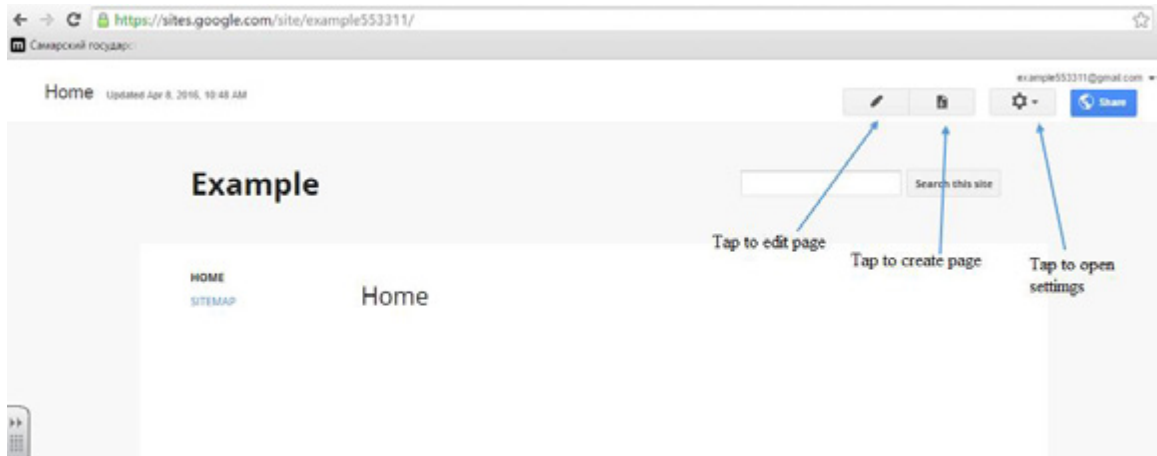 https://sites.google.com/site/example553311/
Самарский государс
example553311@gmail.com
Home Updated Apr 8, 2016, 10:48 AM
Share
Example
Search this site
Tap to edit page
Tap to create page
Tap to open
settimgs
HOME
SITEMAP
Home